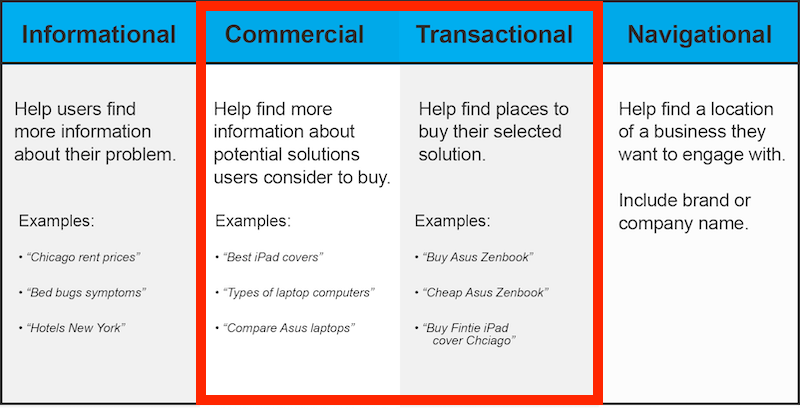 Informational
Help users find
more information
about their problem.
Examples:
• “Chicago rent prices”
• “Bed bugs symptoms”
• “Hotels New York”
Commercial
Help find more
information about
potential solutions
users consider to buy.
Examples:
• “Best iPad covers”
• “Types of laptop computers”
• “Compare Asus laptops”
Transactional
Help find places to
buy their selected
solution.
Examples:
• “Buy Asus Zenbook”
• “Cheap Asus Zenbook”
• “Buy Fintie iPad
cover Chciago”
Navigational
Help find a location
of a business they
want to engage with.
Include brand or
company name.